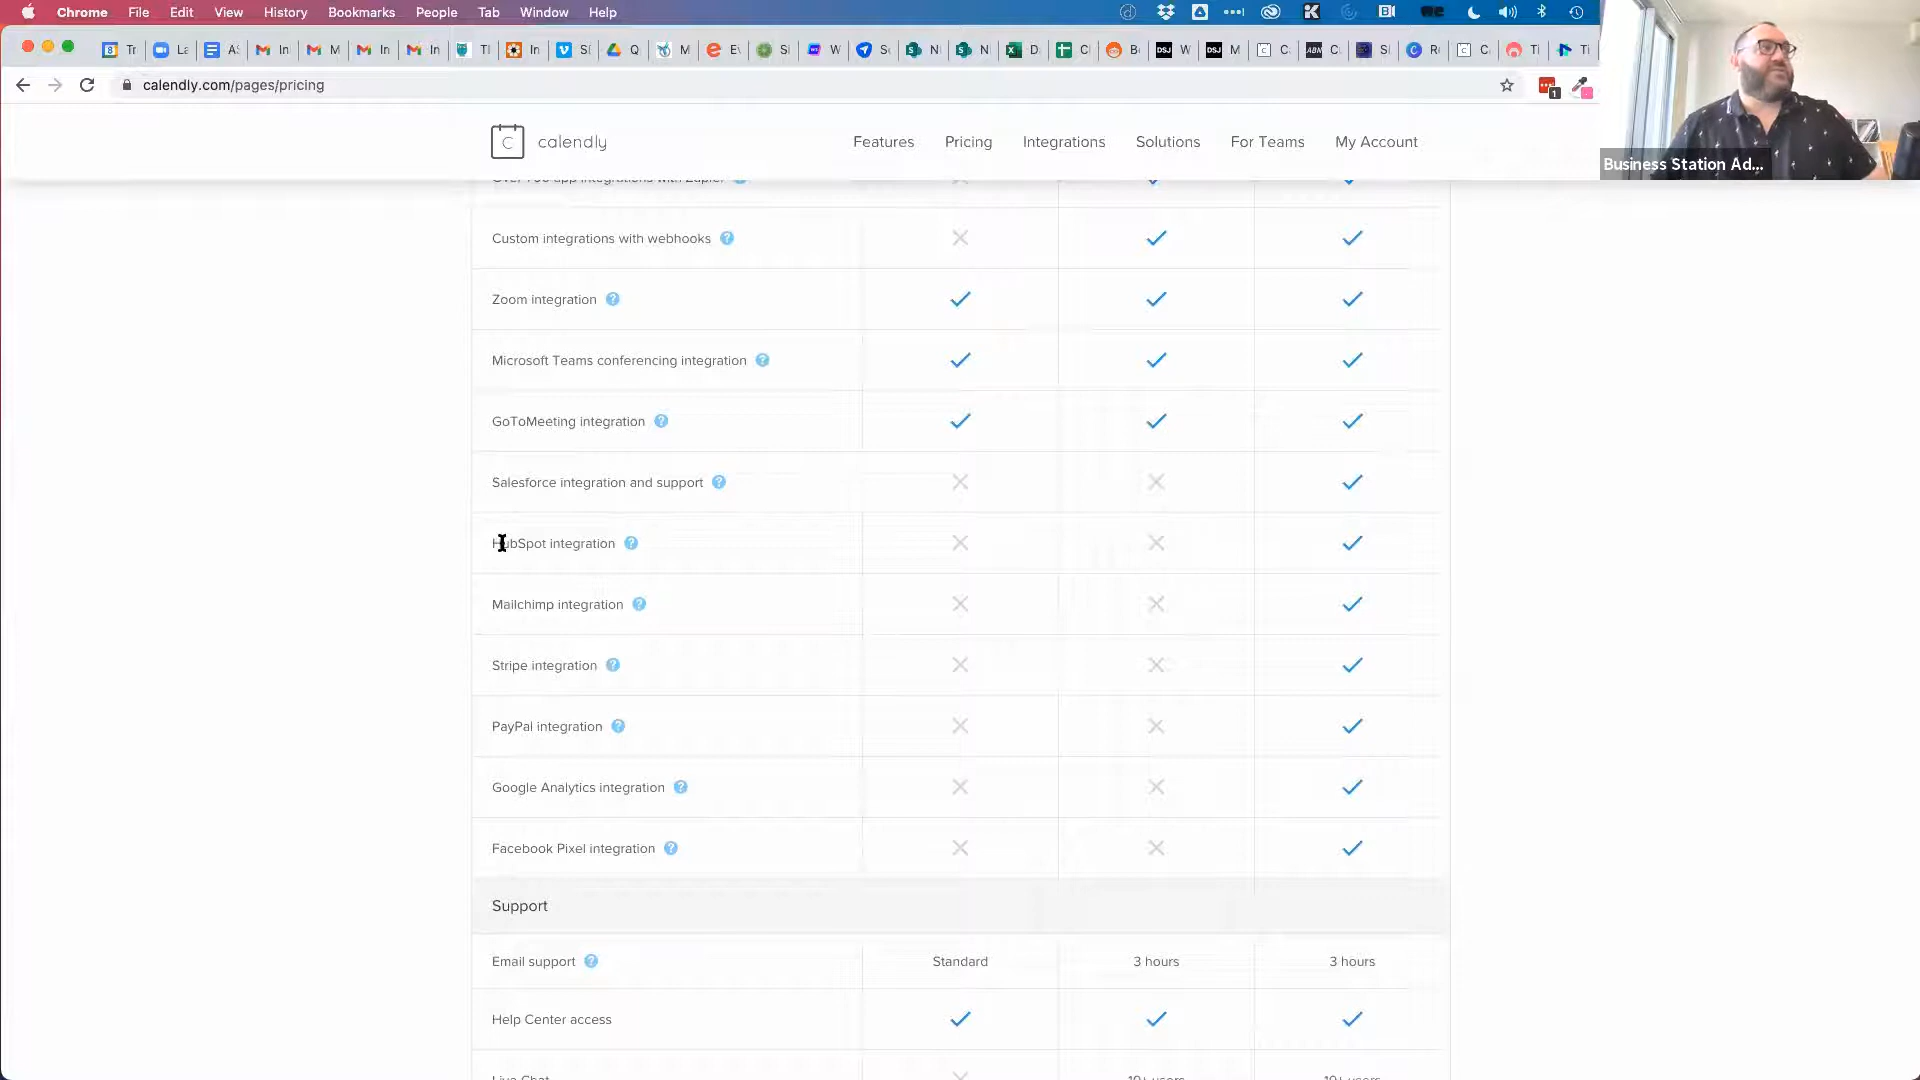 Chrome File Edit View History Bookmarks People Tab Window Help
calendly.com/pages/pricing
calendly Features Pricing Integrations Solutions For Teams My Account
Business Station Ad...
Custom integrations with webhooks ?
Zoom integration ?
Microsoft Teams conferencing integration ?
GoToMeeting integration ?
Salesforce integration and support ?
HubSpot integration ?
Mailchimp integration ?
Stripe integration ?
PayPal integration ?
Google Analytics integration ?
Facebook Pixel integration ?
Support
Email support ? Standard 3 hours 3 hours
Help Center access